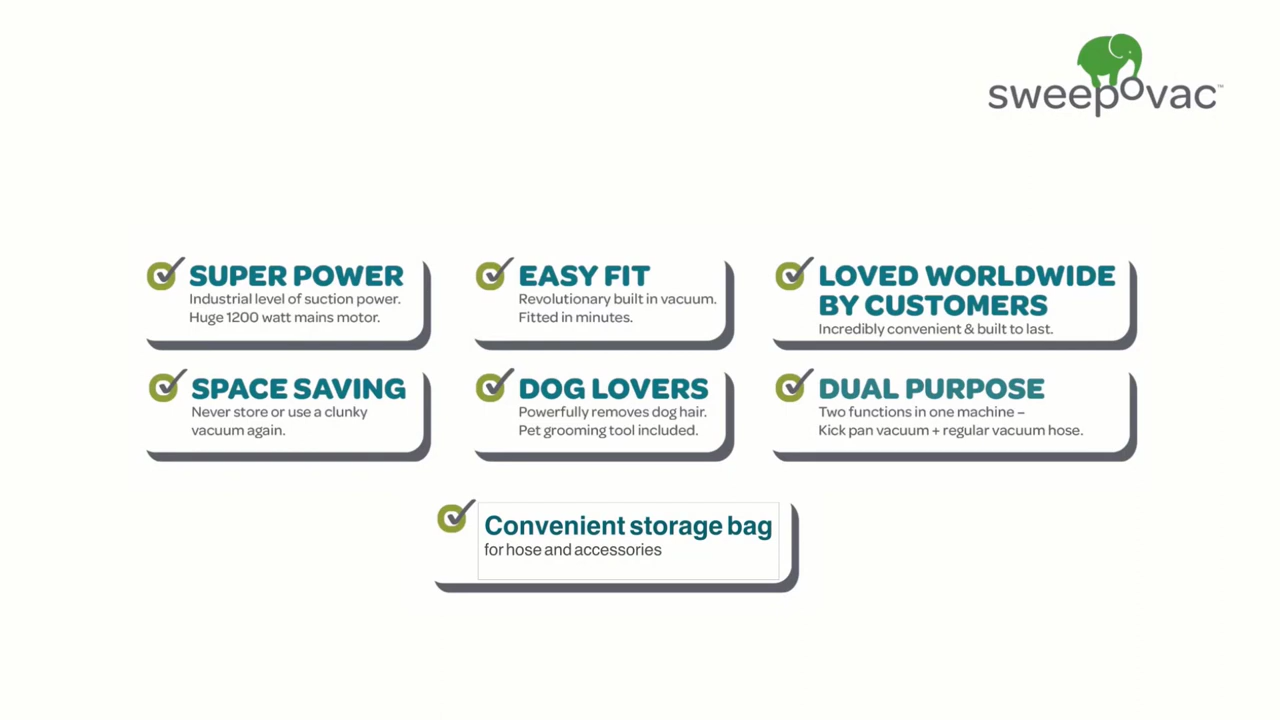 sweepovac™
SUPER POWER
Industrial level of suction power.
Huge 1200 watt mains motor.
EASY FIT
Revolutionary built in vacuum.
Fitted in minutes.
LOVED WORLDWIDE
BY CUSTOMERS
Incredibly convenient & built to last.
SPACE SAVING
Never store or use a clunky
vacuum again.
DOG LOVERS
Powerfully removes dog hair.
Pet grooming tool included.
DUAL PURPOSE
Two functions in one machine –
Kick pan vacuum + regular vacuum hose.
Convenient storage bag
for hose and accessories